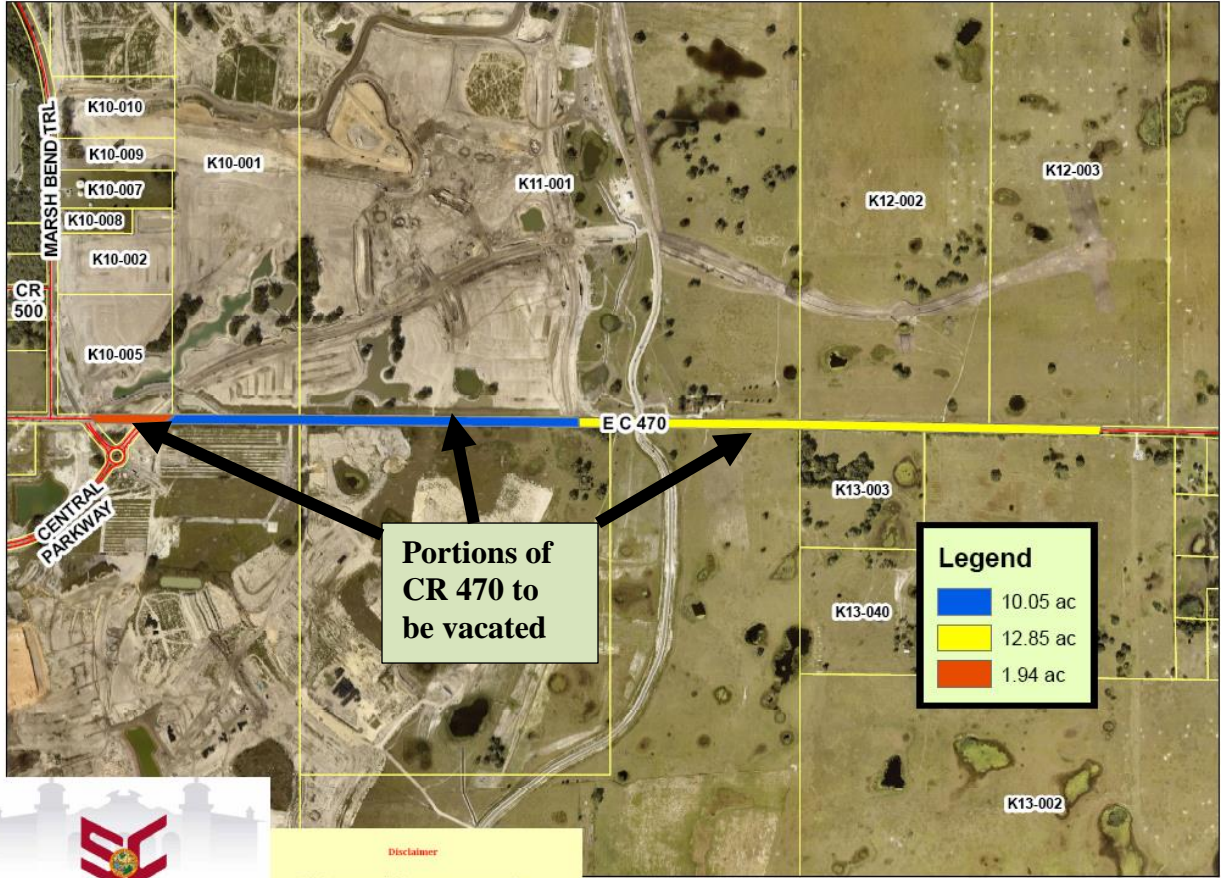 K10-010
MARSH BEND TRL
K10-009
K10-001
K10-007
K11-001
K12-003
K12-002
K10-008
K10-002
CR
500
K10-005
E C 470
CENTRAL
PARKWAY
K13-003
Portions of
CR 470 to
be vacated
Legend
10.05 ac
12.85 ac
1.94 ac
K13-040
K13-002
SC
Disclaimer